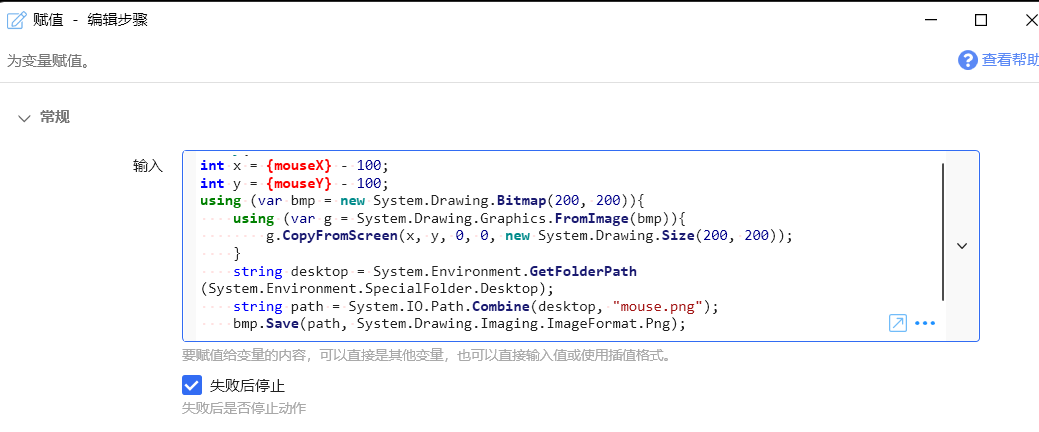 赋值 - 编辑步骤
为变量赋值。
查看帮助
常规
输入
int x = {mouseX} - 100;
int y = {mouseY} - 100;
using (var bmp = new System.Drawing.Bitmap(200, 200)){
using (var g = System.Drawing.Graphics.FromImage(bmp)){
g.CopyFromScreen(x, y, 0, 0, new System.Drawing.Size(200, 200));
}
string desktop = System.Environment.GetFolderPath
(System.Environment.SpecialFolder.Desktop);
string path = System.IO.Path.Combine(desktop, "mouse.png");
bmp.Save(path, System.Drawing.Imaging.ImageFormat.Png);
要赋值给变量的内容，可以直接是其他变量，也可以直接输入值或使用插值格式。
失败后停止
失败后是否停止动作